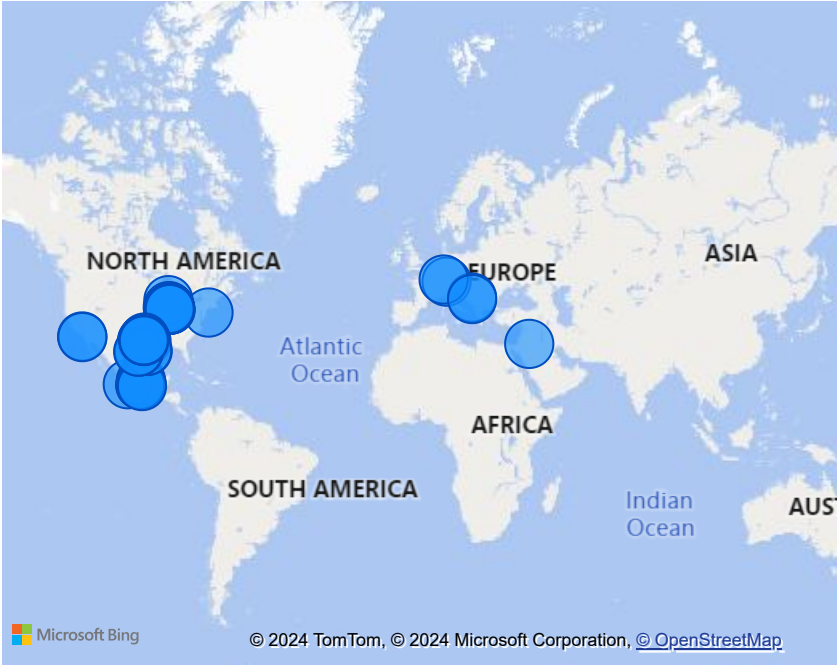 NORTH AMERICA
EUROPE
ASIA
Atlantic
Ocean
AFRICA
SOUTH AMERICA
Indian
Ocean
AUST
Microsoft Bing
© 2024 TomTom, © 2024 Microsoft Corporation, © OpenStreetMap